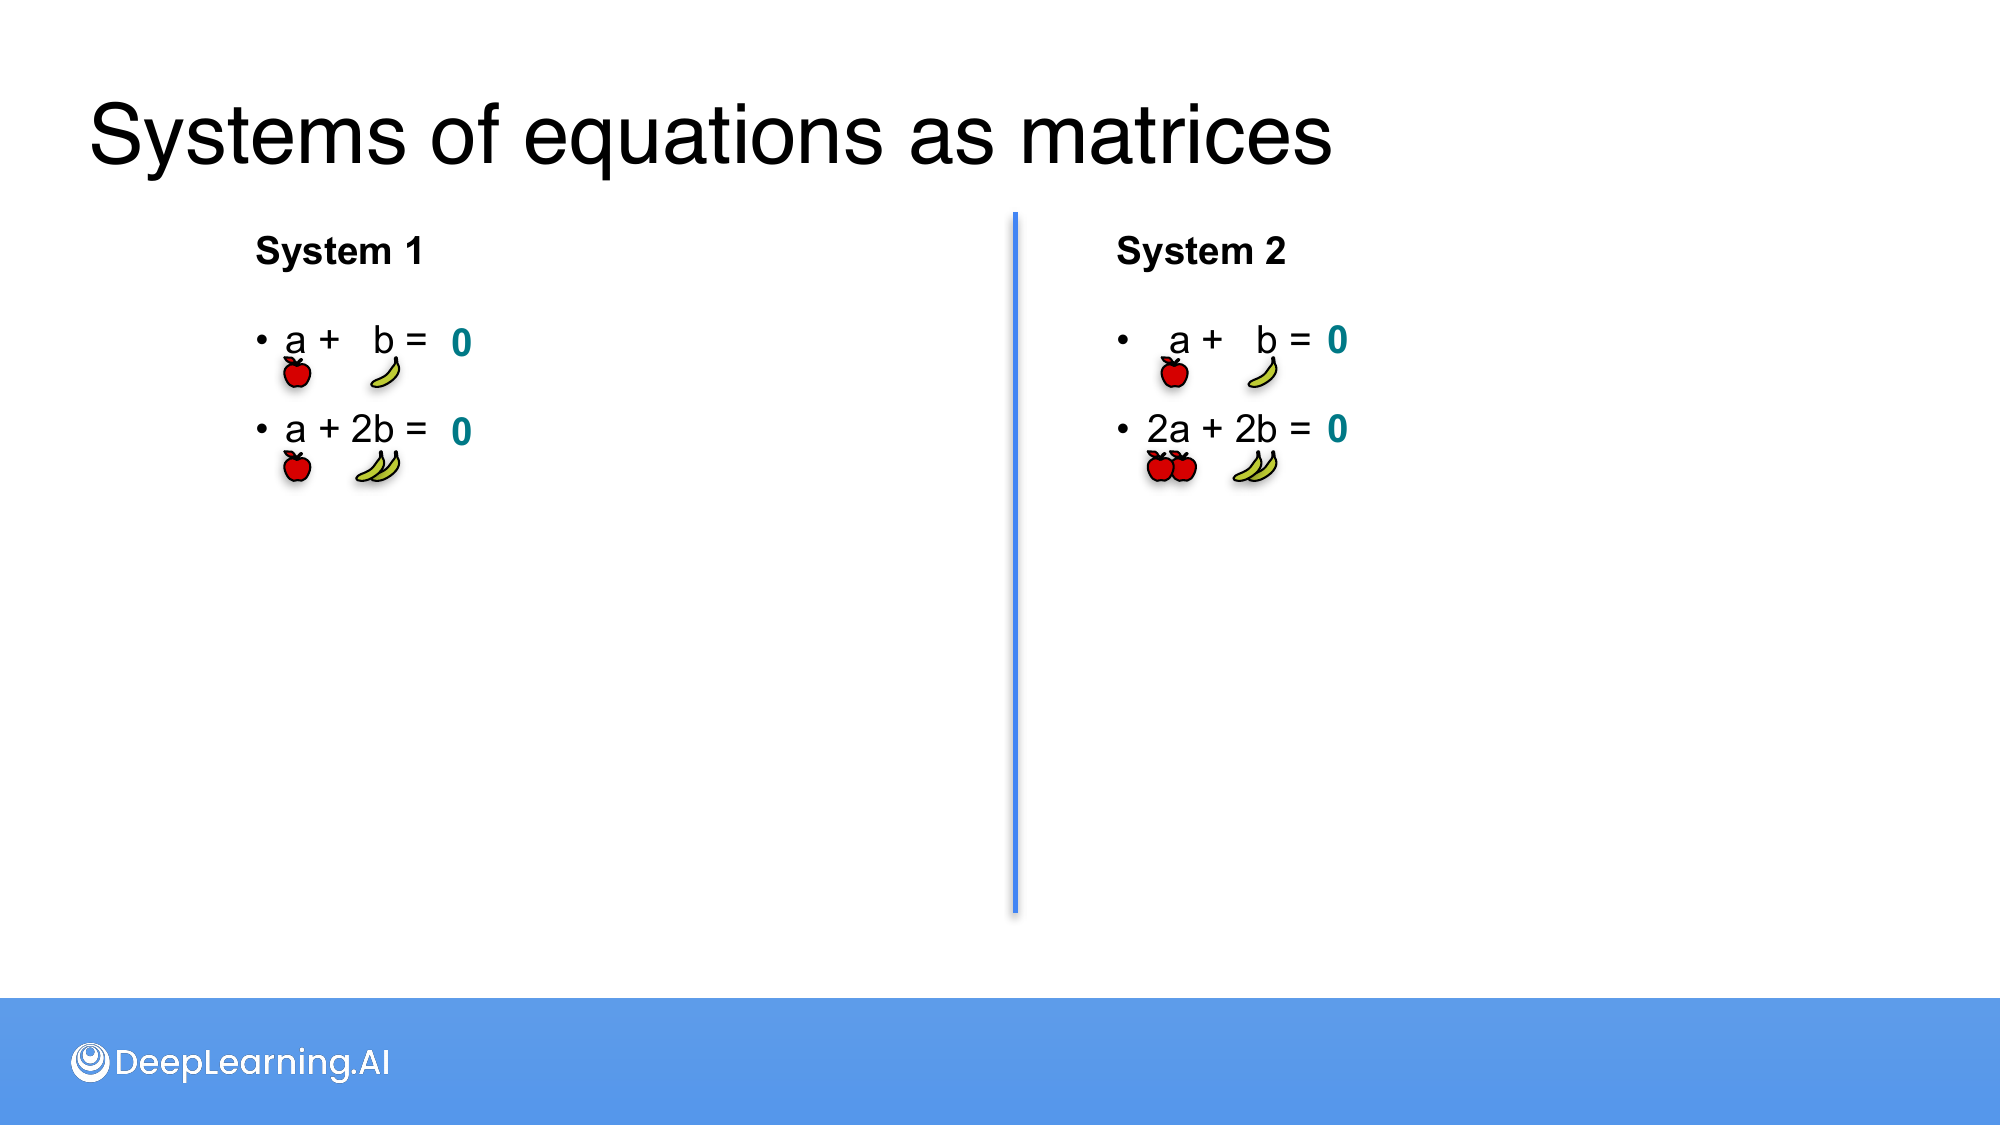 Systems of equations as matrices
System 1
• a + b = 0
• a + 2b = 0
System 2
• a + b = 0
• 2a + 2b = 0
DeepLearning.AI